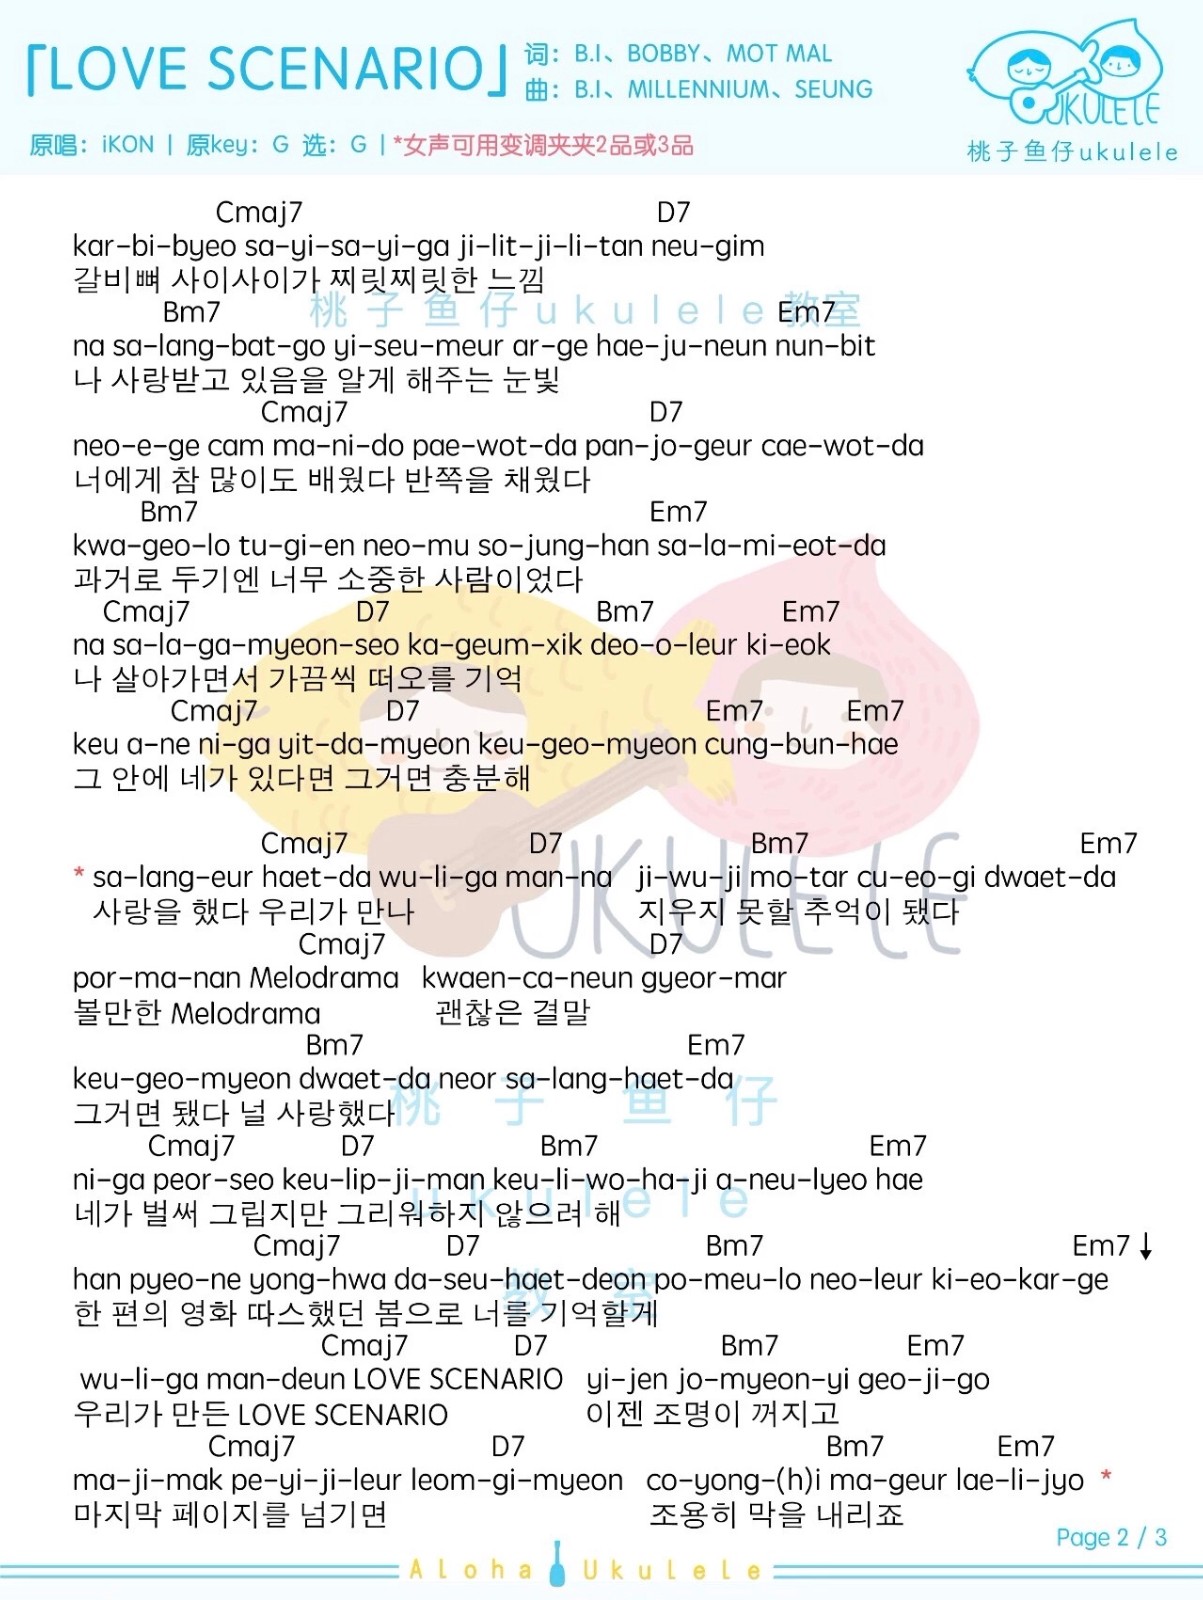 「LOVE SCENARIO」
词：B.I、BOBBY、MOT MAL
曲：B.I、MILLENNIUM、SEUNG
原唱：iKON | 原key：G 选：G | *女声可用变调夹夹2品或3品
UKULELE
桃子鱼仔ukulele
Cmaj7 D7
kar-bi-byeo sa-yi-sa-yi-ga ji-lit-ji-li-tan neu-gim
갈비뼈 사이사이가 찌릿찌릿한 느낌
桃子鱼仔ukulele教室
Bm7 Em7
na sa-lang-bat-go yi-seu-meur ar-ge hae-ju-neun nun-bit
나 사랑받고 있음을 알게 해주는 눈빛
Cmaj7 D7
neo-e-ge cam ma-ni-do pae-wot-da pan-jo-geur cae-wot-da
너에게 참 많이도 배웠다 반쪽을 채웠다
Bm7 Em7
kwa-geo-lo tu-gi-en neo-mu so-jung-han sa-la-mi-eot-da
과거로 두기엔 너무 소중한 사람이었다
Cmaj7 D7 Bm7 Em7
na sa-la-ga-myeon-seo ka-geum-xik deo-o-leur ki-eok
나 살아가면서 가끔씩 떠오를 기억
Cmaj7 D7 Em7 Em7
keu a-ne ni-ga yit-da-myeon keu-geo-myeon cung-bun-hae
그 안에 네가 있다면 그거면 충분해
UKULELE
Cmaj7 D7 Bm7 Em7
* sa-lang-eur haet-da wu-li-ga man-na ji-wu-ji mo-tar cu-eo-gi dwaet-da
사랑을 했다 우리가 만나 지우지 못할 추억이 됐다
Cmaj7 D7
por-ma-nan Melodrama kwaen-ca-neun gyeor-mar
볼만한 Melodrama 괜찮은 결말
Bm7 Em7
keu-geo-myeon dwaet-da neor sa-lang-haet-da
桃子鱼仔
그거면 됐다 널 사랑했다
Cmaj7 D7 Bm7 Em7
ni-ga peor-seo keu-lip-ji-man keu-li-wo-ha-ji a-neu-lyeo hae
ukulele
네가 벌써 그립지만 그리워하지 않으려 해
Cmaj7 D7 Bm7 Em7 ↓
han pyeo-ne yong-hwa da-seu-haet-deon po-meu-lo neo-leur ki-eo-kar-ge
教室
한 편의 영화 따스했던 봄으로 너를 기억할게
Cmaj7 D7 Bm7 Em7
wu-li-ga man-deun LOVE SCENARIO yi-jen jo-myeon-yi geo-ji-go
우리가 만든 LOVE SCENARIO 이젠 조명이 꺼지고
Cmaj7 D7 Bm7 Em7
ma-ji-mak pe-yi-ji-leur leom-gi-myeon co-yong-(h)i ma-geur lae-li-jyo *
마지막 페이지를 넘기면 조용히 막을 내리죠
Page 2 / 3
Aloha Ukulele